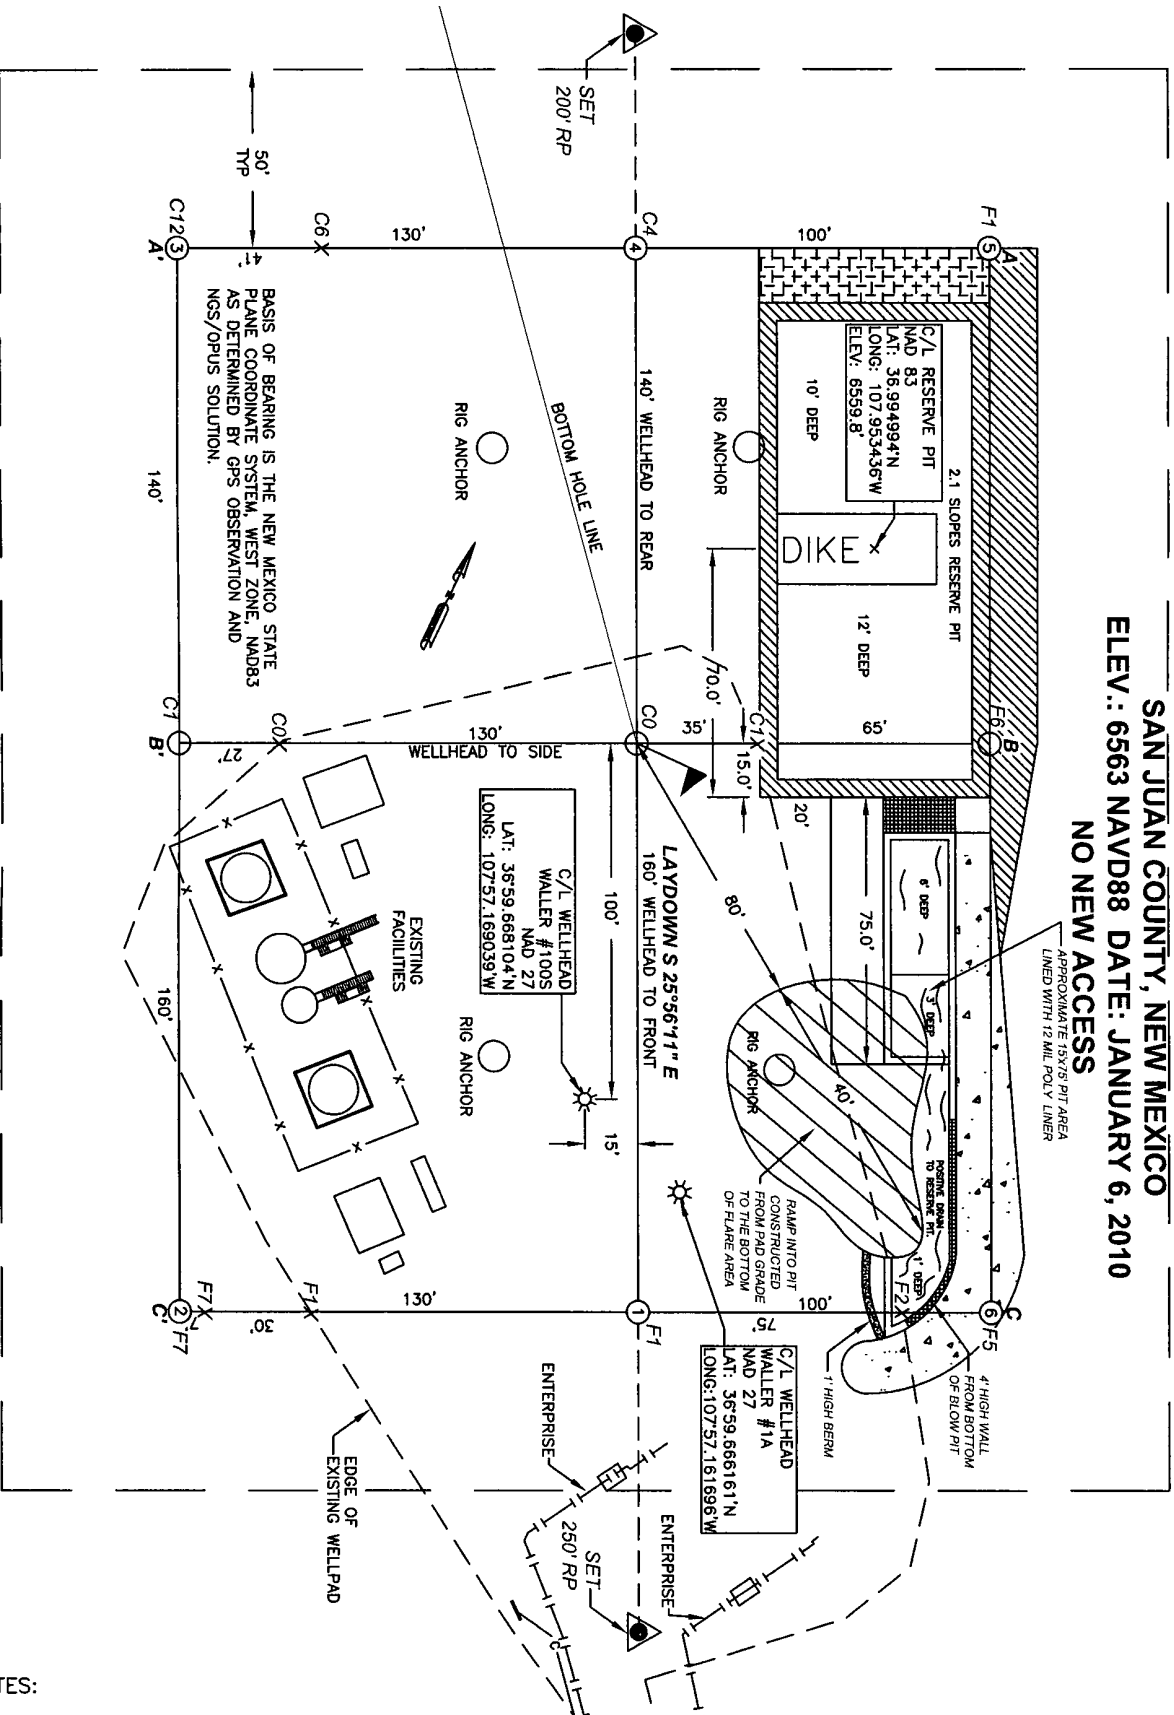 SAN JUAN COUNTY, NEW MEXICO
ELEV.: 6563 NAVD88 DATE: JANUARY 6, 2010
NO NEW ACCESS
APPROXIMATE 15'X75' PIT AREA
LINED WITH 12 MIL POLY LINER
SET
200' RP
50'
TYP
F1
5
A
100'
C4
4
130'
C6
C12
3
A'
41'
C/L RESERVE PIT
NAD 83
LAT: 36.994994°N
LONG: 107.953436°W
ELEV: 6559.8'
2.1 SLOPES RESERVE PIT
10' DEEP
DIKE
12' DEEP
65'
F6'
B
RIG ANCHOR
70.0'
C1
15.0'
35'
20'
75.0'
6' DEEP
3' DEEP
POSITIVE DRAIN
TO RESERVE PIT.
1' DEEP
F2
C
6
F5
4' HIGH WALL
FROM BOTTOM
OF BLOW PIT
1' HIGH BERM
RAMP INTO PIT
CONSTRUCTED
FROM PAD GRADE
TO THE BOTTOM
OF FLARE AREA
RIG ANCHOR
40'
80'
100'
75'
140' WELLHEAD TO REAR
BOTTOM HOLE LINE
C0
LAYDOWN S 25°56'11" E
160' WELLHEAD TO FRONT
100'
15'
1
F1
C/L WELLHEAD
WALLER #1A
NAD 27
LAT: 36°59.666161'N
LONG:107°57.161696'W
C/L WELLHEAD
WALLER #100S
NAD 27
LAT: 36°59.668104'N
LONG: 107°57.169039'W
RIG ANCHOR
130'
WELLHEAD TO SIDE
RIG ANCHOR
EXISTING
FACILITIES
BASIS OF BEARING IS THE NEW MEXICO STATE
PLANE COORDINATE SYSTEM, WEST ZONE, NAD83
AS DETERMINED BY GPS OBSERVATION AND
NGS/OPUS SOLUTION.
140'
C0
27'
C1
B'
160'
130'
F1
30'
F7
7'
C'
2
F7
ENTERPRISE
ENTERPRISE
SET
250' RP
EDGE OF
EXISTING WELLPAD